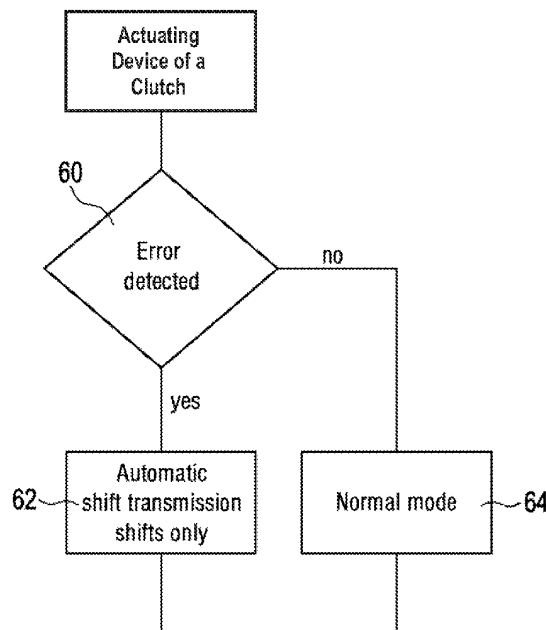 Actuating
Device of a
Clutch
60
Error
detected
no
yes
62
Automatic
shift transmission
shifts only
Normal mode
64